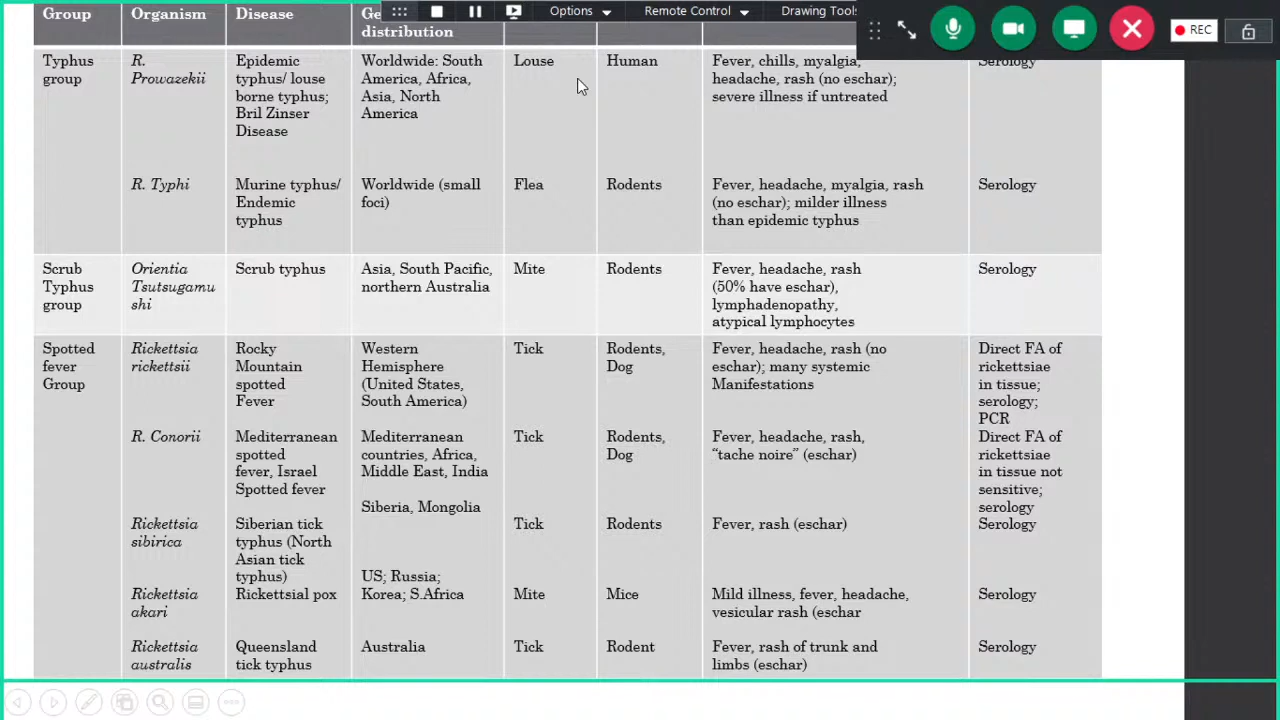 Options
Remote Control
Drawing Tools
REC
Group
Organism
Disease
distribution
Typhus
group
R.
Prowazekii
Epidemic
typhus/ louse
borne typhus;
Bril Zinser
Disease
Worldwide: South
America, Africa,
Asia, North
America
Louse
Human
Fever, chills, myalgia,
headache, rash (no eschar);
severe illness if untreated
Serology
R. Typhi
Murine typhus/
Endemic
typhus
Worldwide (small
foci)
Flea
Rodents
Fever, headache, myalgia, rash
(no eschar); milder illness
than epidemic typhus
Serology
Scrub
Typhus
group
Orientia
Tsutsugamu
shi
Scrub typhus
Asia, South Pacific,
northern Australia
Mite
Rodents
Fever, headache, rash
(50% have eschar),
lymphadenopathy,
atypical lymphocytes
Serology
Spotted
fever
Group
Rickettsia
rickettsii
Rocky
Mountain
spotted
Fever
Western
Hemisphere
(United States,
South America)
Tick
Rodents,
Dog
Fever, headache, rash (no
eschar); many systemic
Manifestations
Direct FA of
rickettsiae
in tissue;
serology;
PCR
R. Conorii
Mediterranean
spotted
fever, Israel
Spotted fever
Mediterranean
countries, Africa,
Middle East, India
Tick
Rodents,
Dog
Fever, headache, rash,
“tache noire” (eschar)
Direct FA of
rickettsiae
in tissue not
sensitive;
serology
Rickettsia
sibirica
Siberian tick
typhus (North
Asian tick
typhus)
Siberia, Mongolia
Tick
Rodents
Fever, rash (eschar)
Serology
Rickettsia
akari
Rickettsial pox
US; Russia;
Korea; S.Africa
Mite
Mice
Mild illness, fever, headache,
vesicular rash (eschar
Serology
Rickettsia
australis
Queensland
tick typhus
Australia
Tick
Rodent
Fever, rash of trunk and
limbs (eschar)
Serology